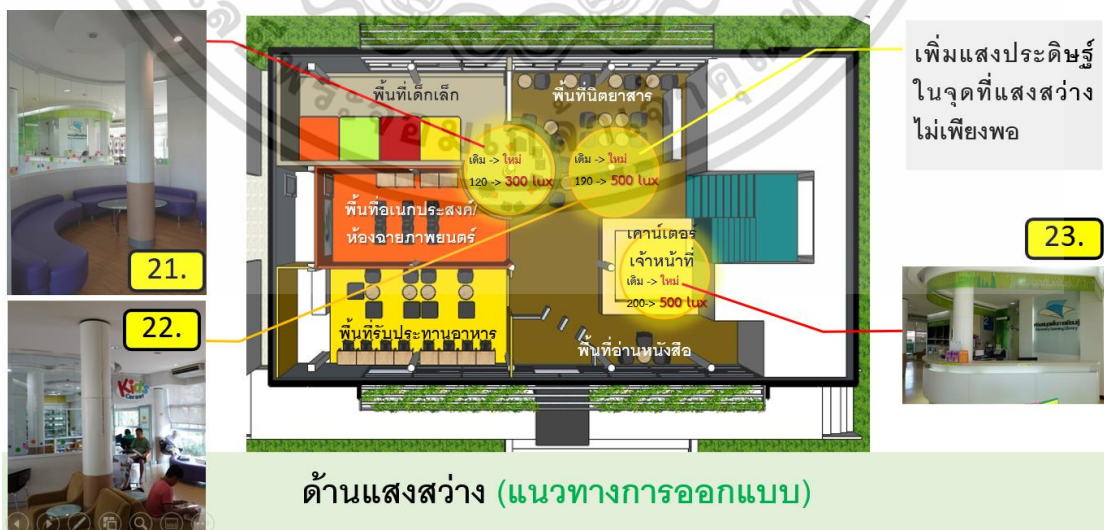 เพิ่มแสงประดิษฐ์
ในจุดที่แสงสว่าง
ไม่เพียงพอ
พื้นที่เด็กเล็ก
พื้นที่นิตยาสาร
เดิม -> ใหม่
120 -> 300 lux
เดิม -> ใหม่
190 -> 500 lux
พื้นที่อเนกประสงค์/
ห้องฉายภาพยนตร์
เคาน์เตอร์
เจ้าหน้าที่
เดิม -> ใหม่
200-> 500 lux
พื้นที่รับประทานอาหาร
พื้นที่อ่านหนังสือ
21.
22.
23.
Kid's
Corner
ด้านแสงสว่าง (แนวทางการออกแบบ)